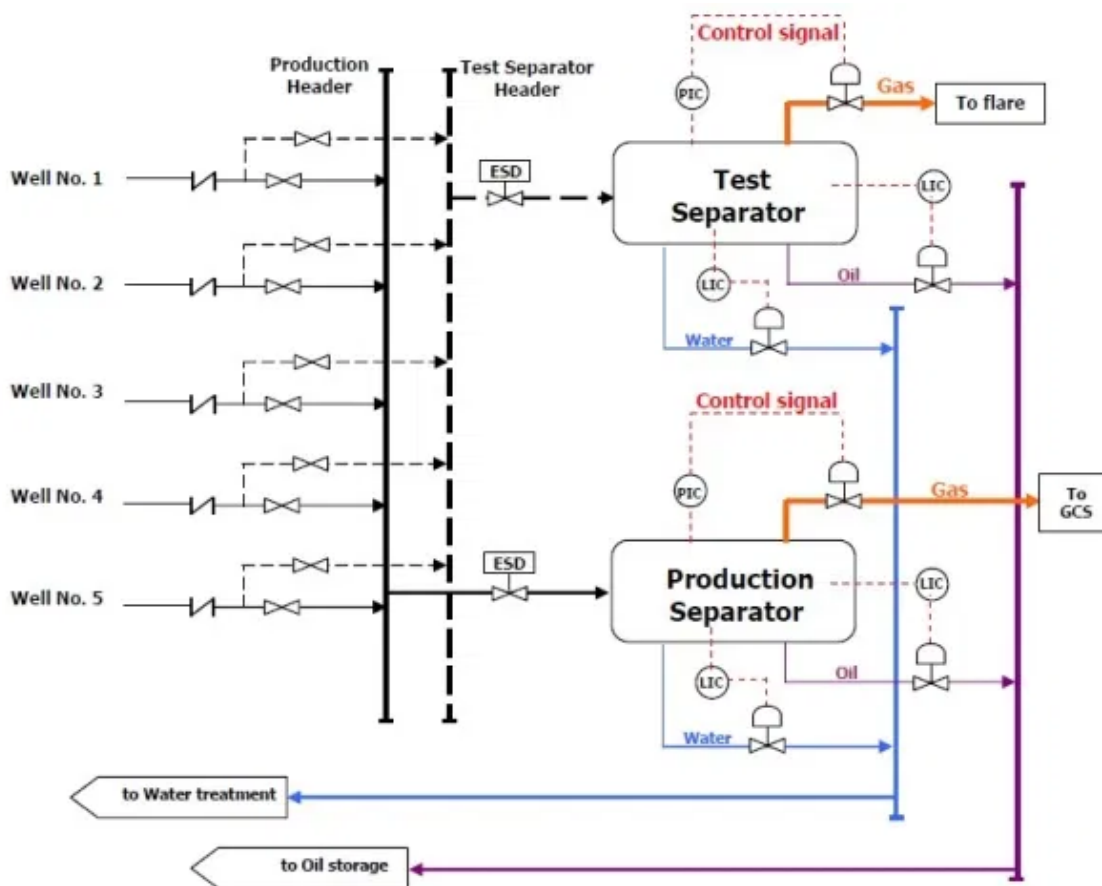 Control signal
Production
Header
Test Separator
Header
PIC
Gas
To flare
Well No. 1
ESD
Test
Separator
LIC
Well No. 2
LIC
Oil
Water
Well No. 3
Control signal
Well No. 4
PIC
Gas
To
GCS
ESD
Production
Separator
LIC
Well No. 5
LIC
Oil
Water
to Water treatment
to Oil storage